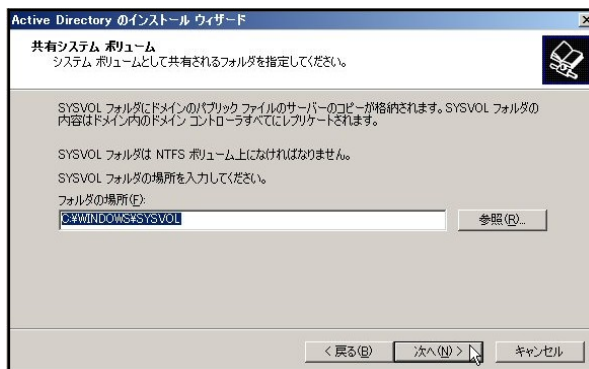 Active Directory のインストール ウィザード
共有システム ボリューム
システム ボリュームとして共有されるフォルダを指定してください。
SYSVOL フォルダにドメインのパブリック ファイルのサーバーのコピーが格納されます。SYSVOL フォルダの
内容はドメイン内のドメイン コントローラすべてにレプリケートされます。
SYSVOL フォルダは NTFS ボリューム上になければなりません。
SYSVOL フォルダの場所を入力してください。
フォルダの場所(F):
C:¥WINDOWS¥SYSVOL
参照(R)...
< 戻る(B)
次へ(N) >
キャンセル